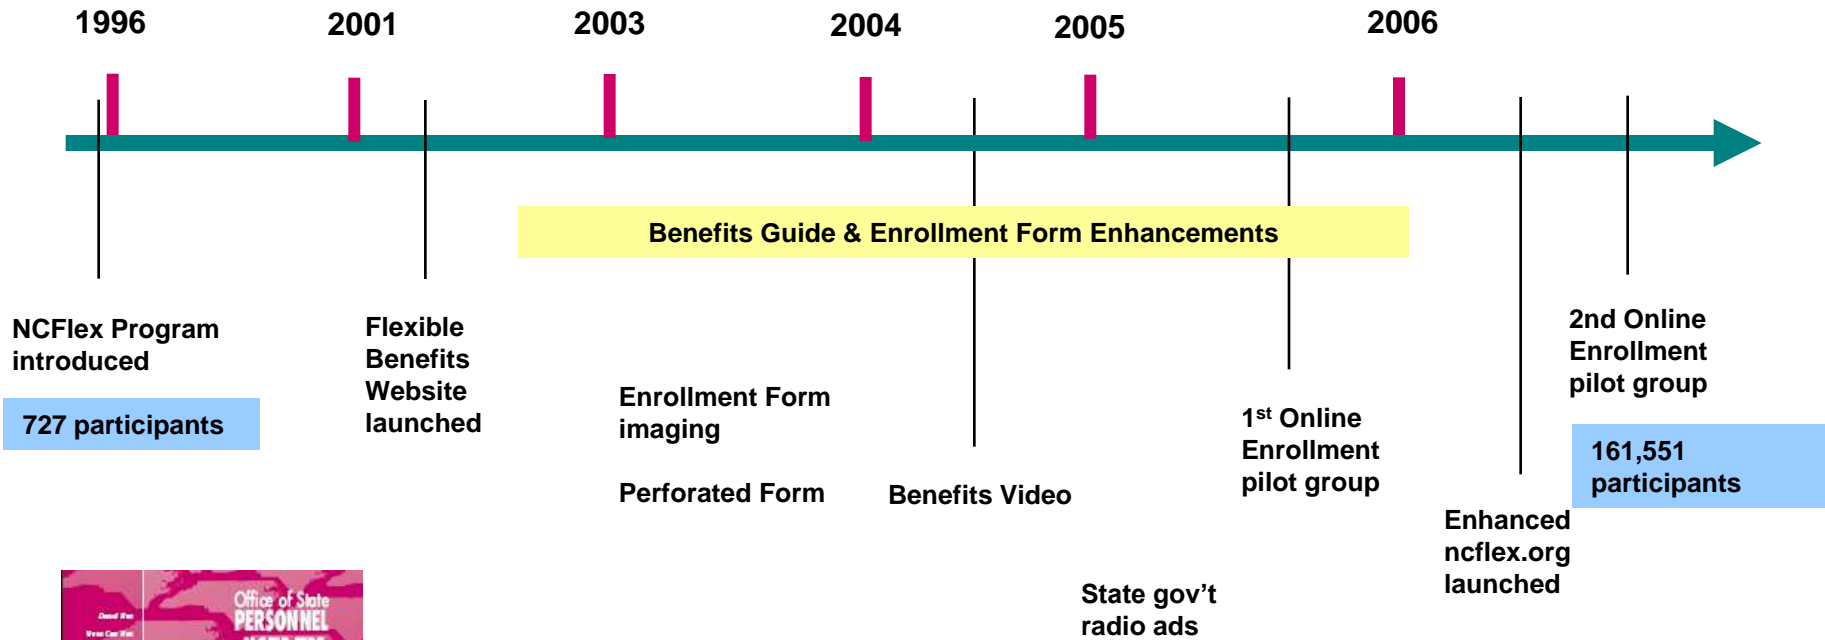 1996
2001
2003
2004
2005
2006
Benefits Guide & Enrollment Form Enhancements
NCFlex Program
introduced
727 participants
Flexible
Benefits
Website
launched
Enrollment Form
imaging
Perforated Form
Benefits Video
1st Online
Enrollment
pilot group
2nd Online
Enrollment
pilot group
161,551
participants
Enhanced
ncflex.org
launched
State gov’t
radio ads
Office of State
PERSONNEL